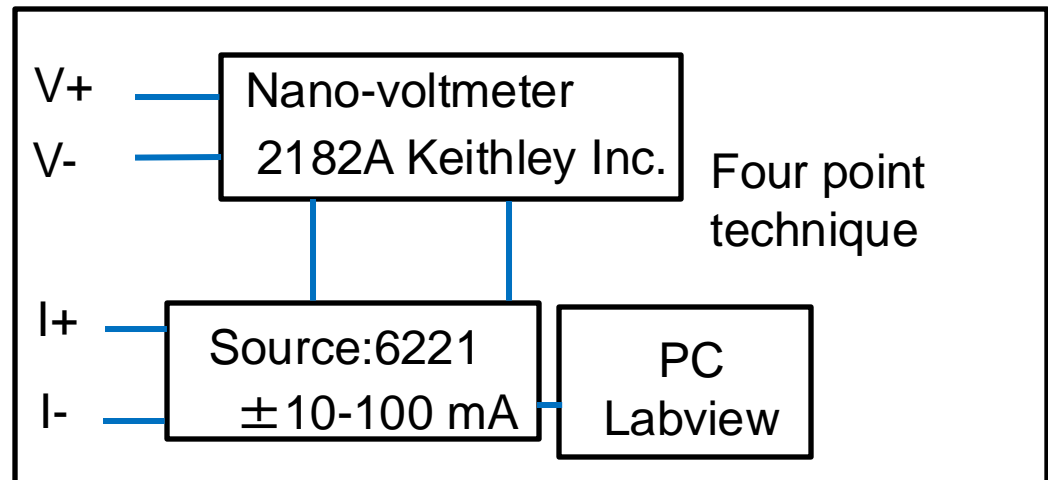 V+
V-
Nano-voltmeter
2182A Keithley Inc.
Four point
technique
I+
I-
Source:6221
±10-100 mA
PC
Labview